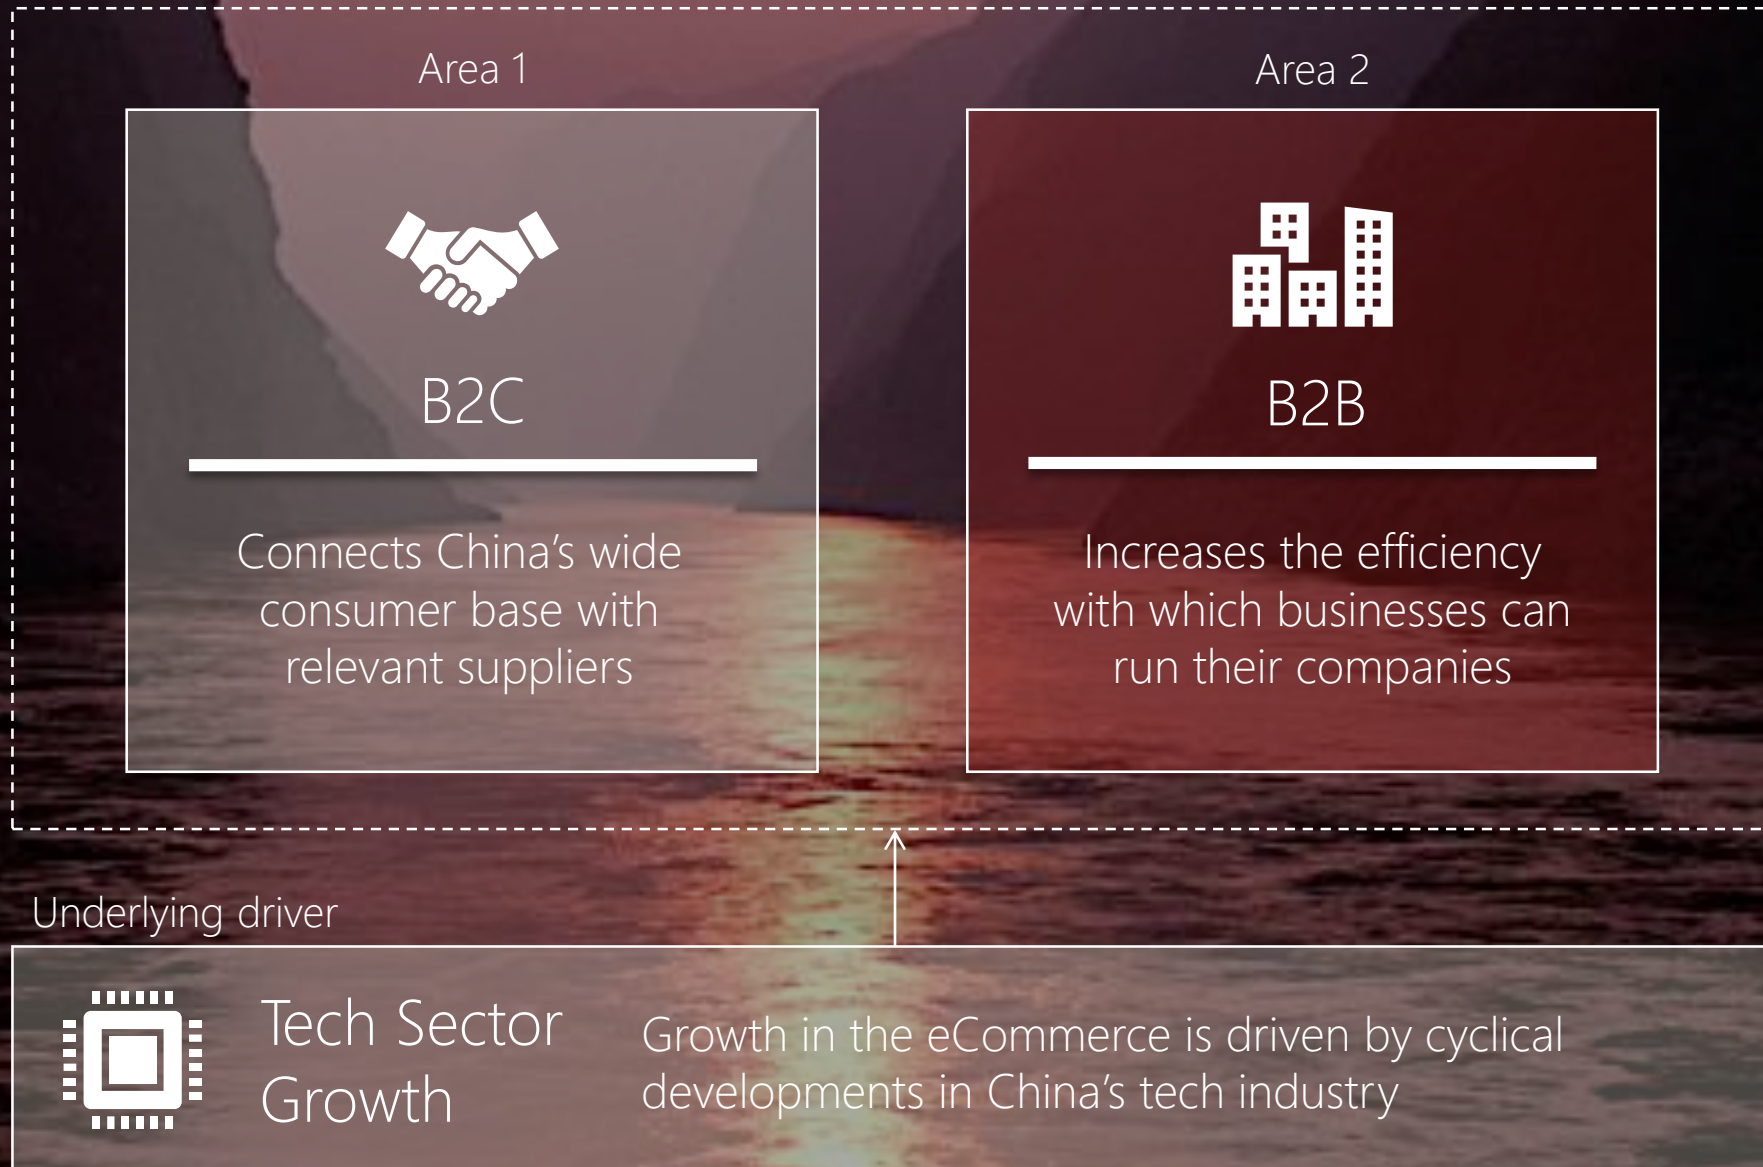 Area 1
B2C
Connects China’s wide
consumer base with
relevant suppliers
Area 2
B2B
Increases the efficiency
with which businesses can
run their companies
Underlying driver
Tech Sector
Growth
Growth in the eCommerce is driven by cyclical
developments in China’s tech industry